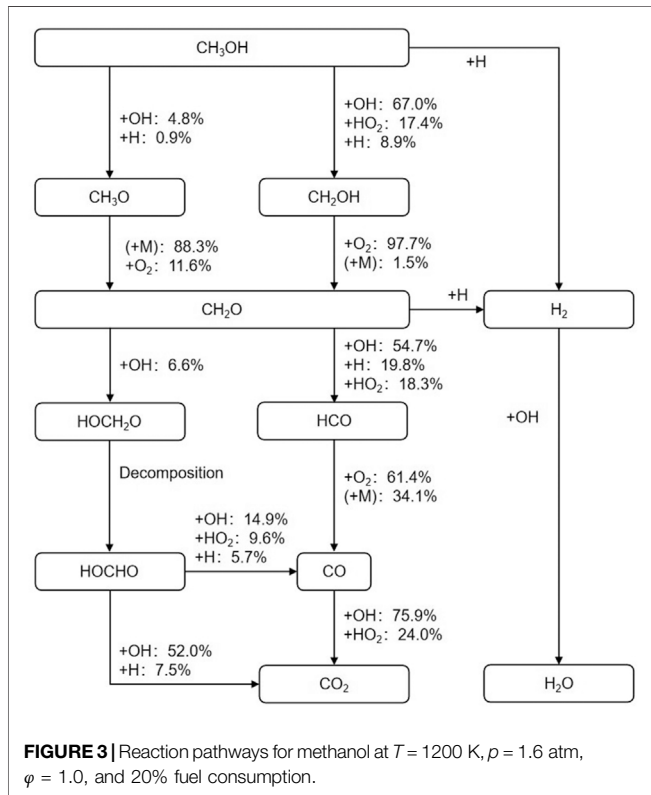 CH₃OH
+H
+OH: 4.8%
+H: 0.9%
+OH: 67.0%
+HO₂: 17.4%
+H: 8.9%
CH₃O
CH₂OH
(+M): 88.3%
+O₂: 11.6%
+O₂: 97.7%
(+M): 1.5%
CH₂O
+H
H₂
+OH: 6.6%
+OH: 54.7%
+H: 19.8%
+HO₂: 18.3%
HOCH₂O
HCO
+OH
Decomposition
+O₂: 61.4%
(+M): 34.1%
+OH: 14.9%
+HO₂: 9.6%
+H: 5.7%
HOCHO
CO
+OH: 52.0%
+H: 7.5%
+OH: 75.9%
+HO₂: 24.0%
CO₂
H₂O
FIGURE 3 | Reaction pathways for methanol at T = 1200 K, p = 1.6 atm,
φ = 1.0, and 20% fuel consumption.